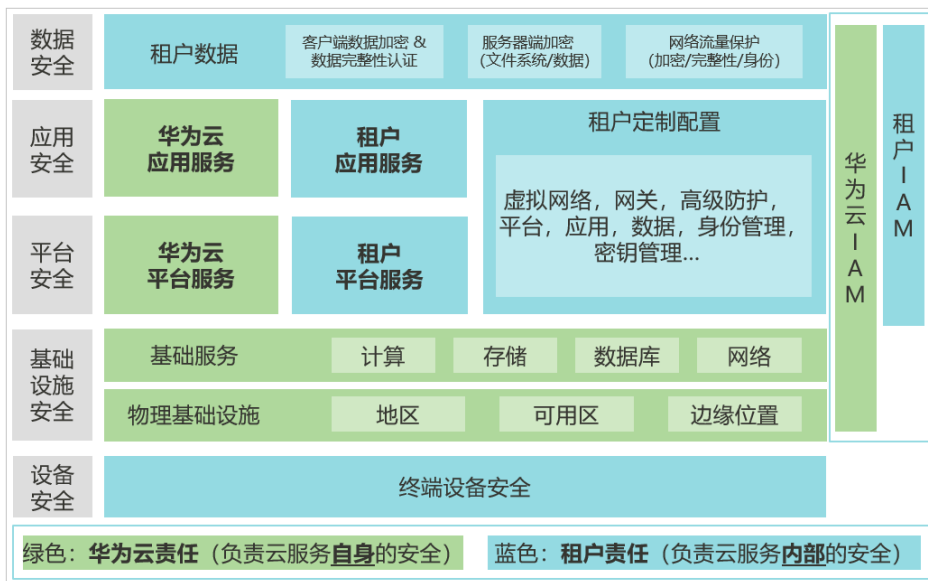 数据
安全
租户数据
客户端数据加密 &
数据完整性认证
服务器端加密
(文件系统/数据)
网络流量保护
(加密/完整性/身份)
应用
安全
华为云
应用服务
租户
应用服务
租户定制配置
虚拟网络，网关，高级防护，
平台，应用，数据，身份管理，
密钥管理...
平台
安全
华为云
平台服务
租户
平台服务
基础
设施
安全
基础服务
计算
存储
数据库
网络
物理基础设施
地区
可用区
边缘位置
设备
安全
终端设备安全
华为云IAM
租户IAM
绿色：华为云责任（负责云服务自身的安全）
蓝色：租户责任（负责云服务内部的安全）